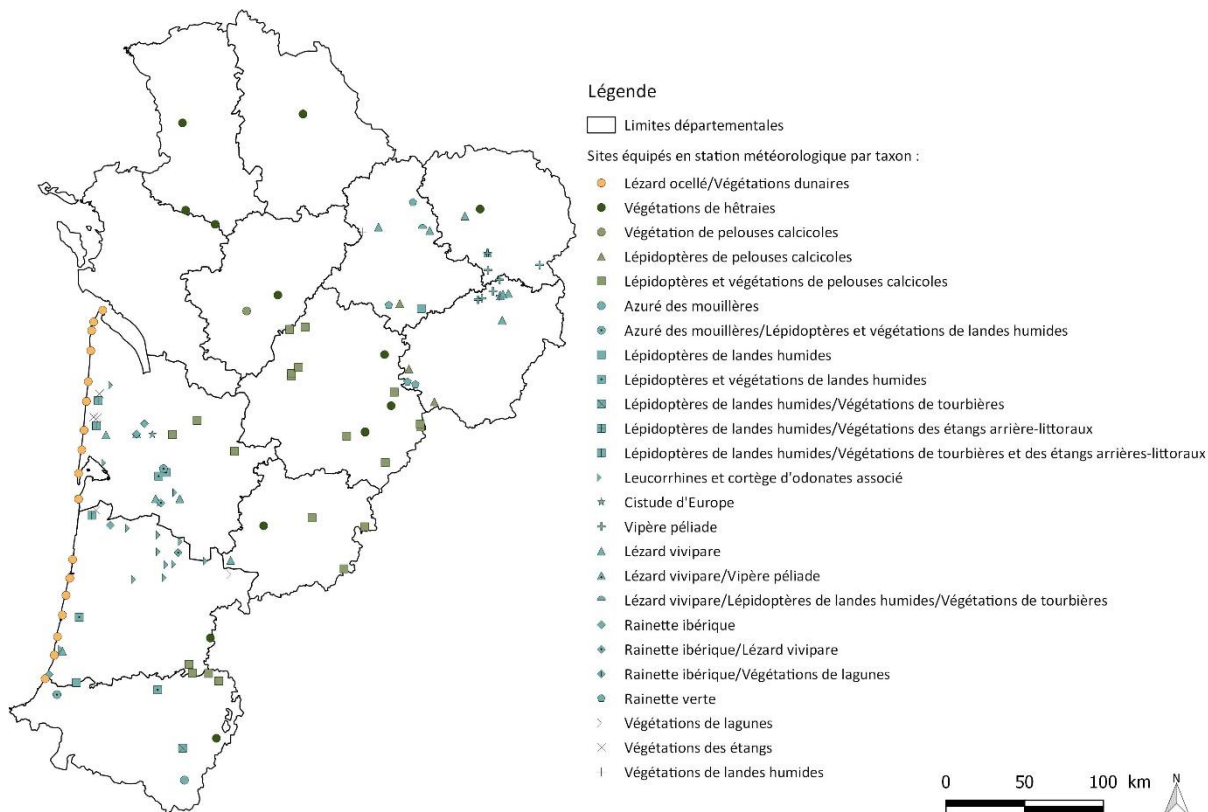 Légende
Limites départementales
Sites équipés en station météorologique par taxon :
Lézard ocellé/Végétations dunaires
Végétations de hêtraies
Végétation de pelouses calcicoles
Lépidoptères de pelouses calcicoles
Lépidoptères et végétations de pelouses calcicoles
Azuré des mouillères
Azuré des mouillères/Lépidoptères et végétations de landes humides
Lépidoptères de landes humides
Lépidoptères et végétations de landes humides
Lépidoptères de landes humides/Végétations de tourbières
Lépidoptères de landes humides/Végétations des étangs arrière-littoraux
Lépidoptères de landes humides/Végétations de tourbières et des étangs arrières-littoraux
Leucorrhines et cortège d'odonates associé
Cistude d'Europe
Vipère péliade
Lézard vivipare
Lézard vivipare/Vipère péliade
Lézard vivipare/Lépidoptères de landes humides/Végétations de tourbières
Rainette ibérique
Rainette ibérique/Lézard vivipare
Rainette ibérique/Végétations de lagunes
Rainette verte
Végétations de lagunes
Végétations des étangs
Végétations de landes humides
0 50 100 km
N